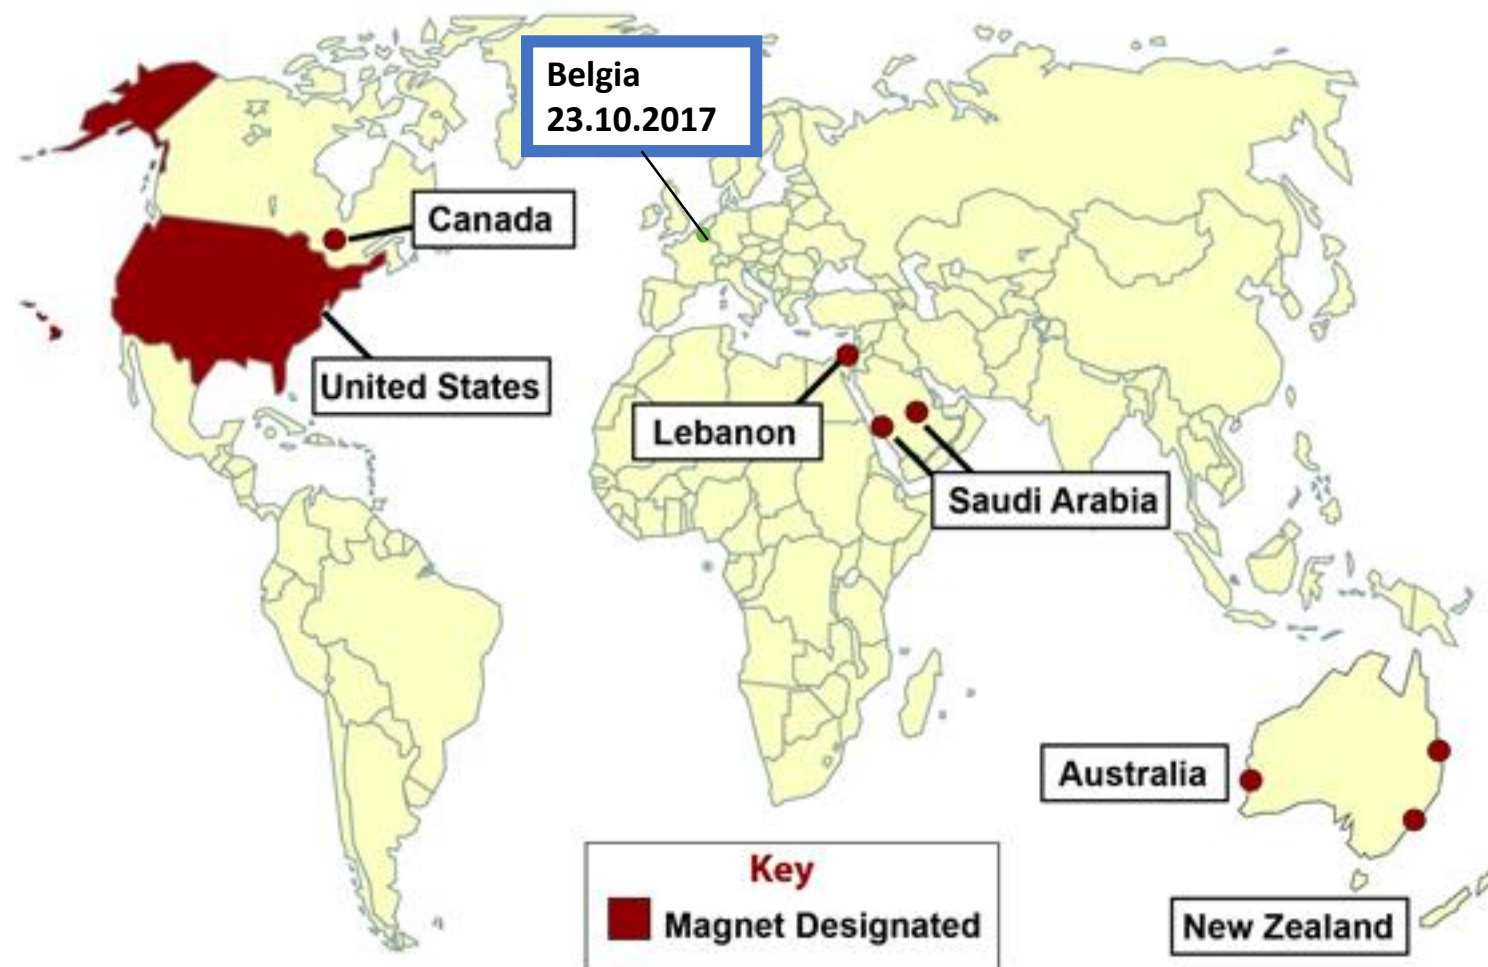 Belgia
23.10.2017
Canada
United States
Lebanon
Saudi Arabia
Australia
New Zealand
Key
Magnet Designated